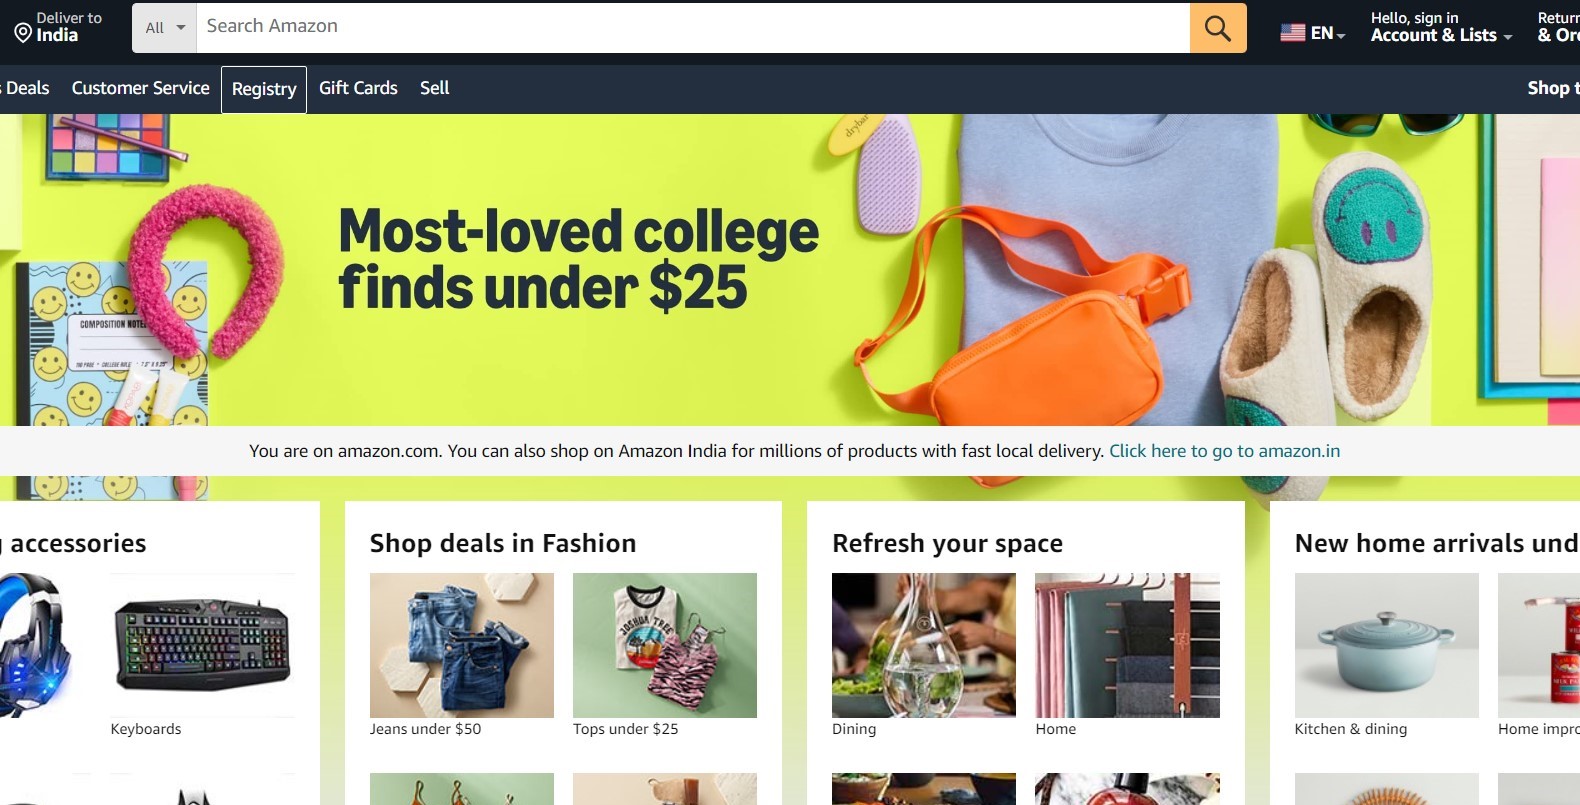 Deliver to
India
All
Search Amazon
EN
Hello, sign in
Account & Lists
Return
& Or
s Deals
Customer Service
Registry
Gift Cards
Sell
Shop t
drybar
Most-loved college
finds under $25
COMPOSITION NOTE
You are on amazon.com. You can also shop on Amazon India for millions of products with fast local delivery. Click here to go to amazon.in
g accessories
Keyboards
Shop deals in Fashion
JOSHUA TREE
Jeans under $50
Tops under $25
Refresh your space
Dining
Home
New home arrivals und
Kitchen & dining
Home impro